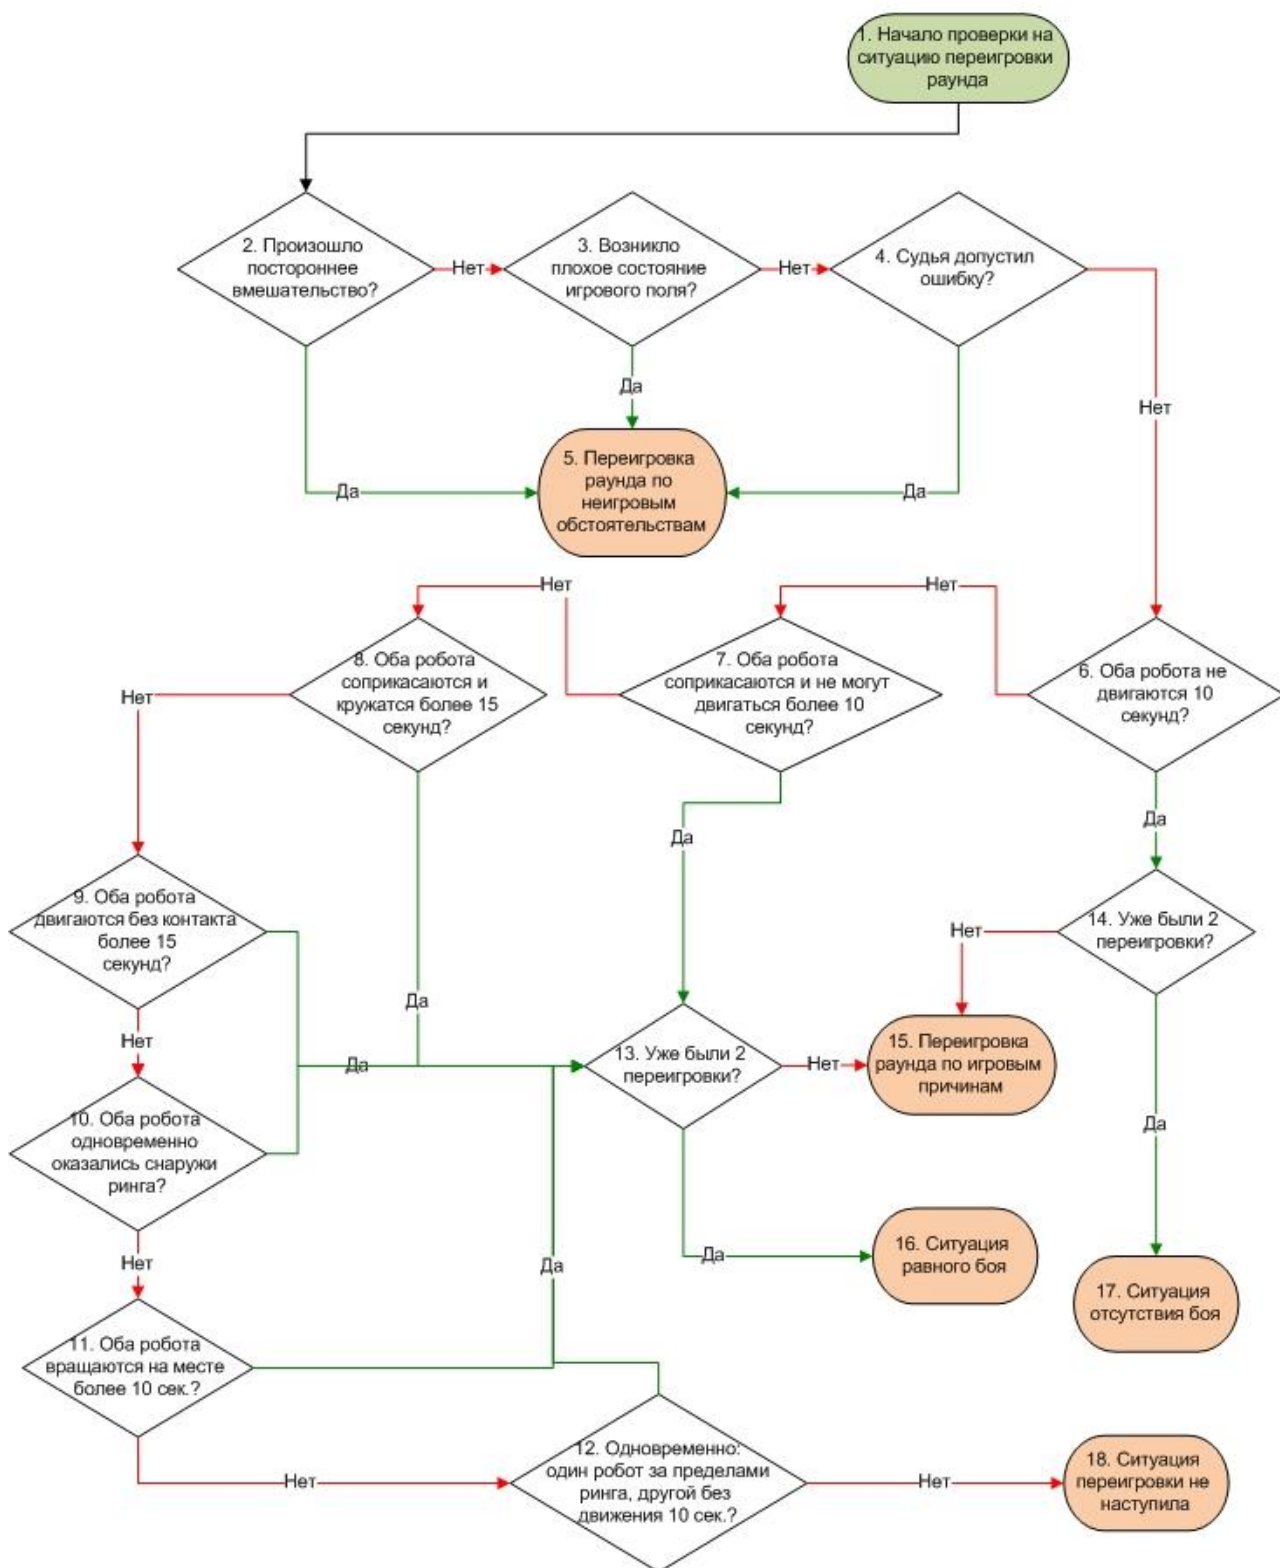 1. Начало проверки на
ситуацию переигровки
раунда
2. Произошло
постороннее
вмешательство?
Нет
3. Возникло
плохое состояние
игрового поля?
Нет
4. Судья допустил
ошибку?
Да
Нет
5. Переигровка
раунда по
неигровым
обстоятельствам
Да
Да
Нет
Нет
8. Оба робота
соприкасаются и
кружатся более 15
секунд?
7. Оба робота
соприкасаются и не могут
двигаться более 10
секунд?
6. Оба робота не
двигаются 10
секунд?
Нет
Да
Да
9. Оба робота
двигаются без контакта
более 15
секунд?
14. Уже были 2
переигровки?
Нет
Да
Нет
13. Уже были 2
переигровки?
Нет
15. Переигровка
раунда по игровым
причинам
Да
10. Оба робота
одновременно
оказались снаружи
ринга?
Да
Нет
Да
Да
16. Ситуация
равного боя
17. Ситуация
отсутствия боя
11. Оба робота
вращаются на месте
более 10 сек.?
Нет
12. Одновременно:
один робот за пределами
ринга, другой без
движения 10 сек.?
Нет
18. Ситуация
переигровки не
наступила